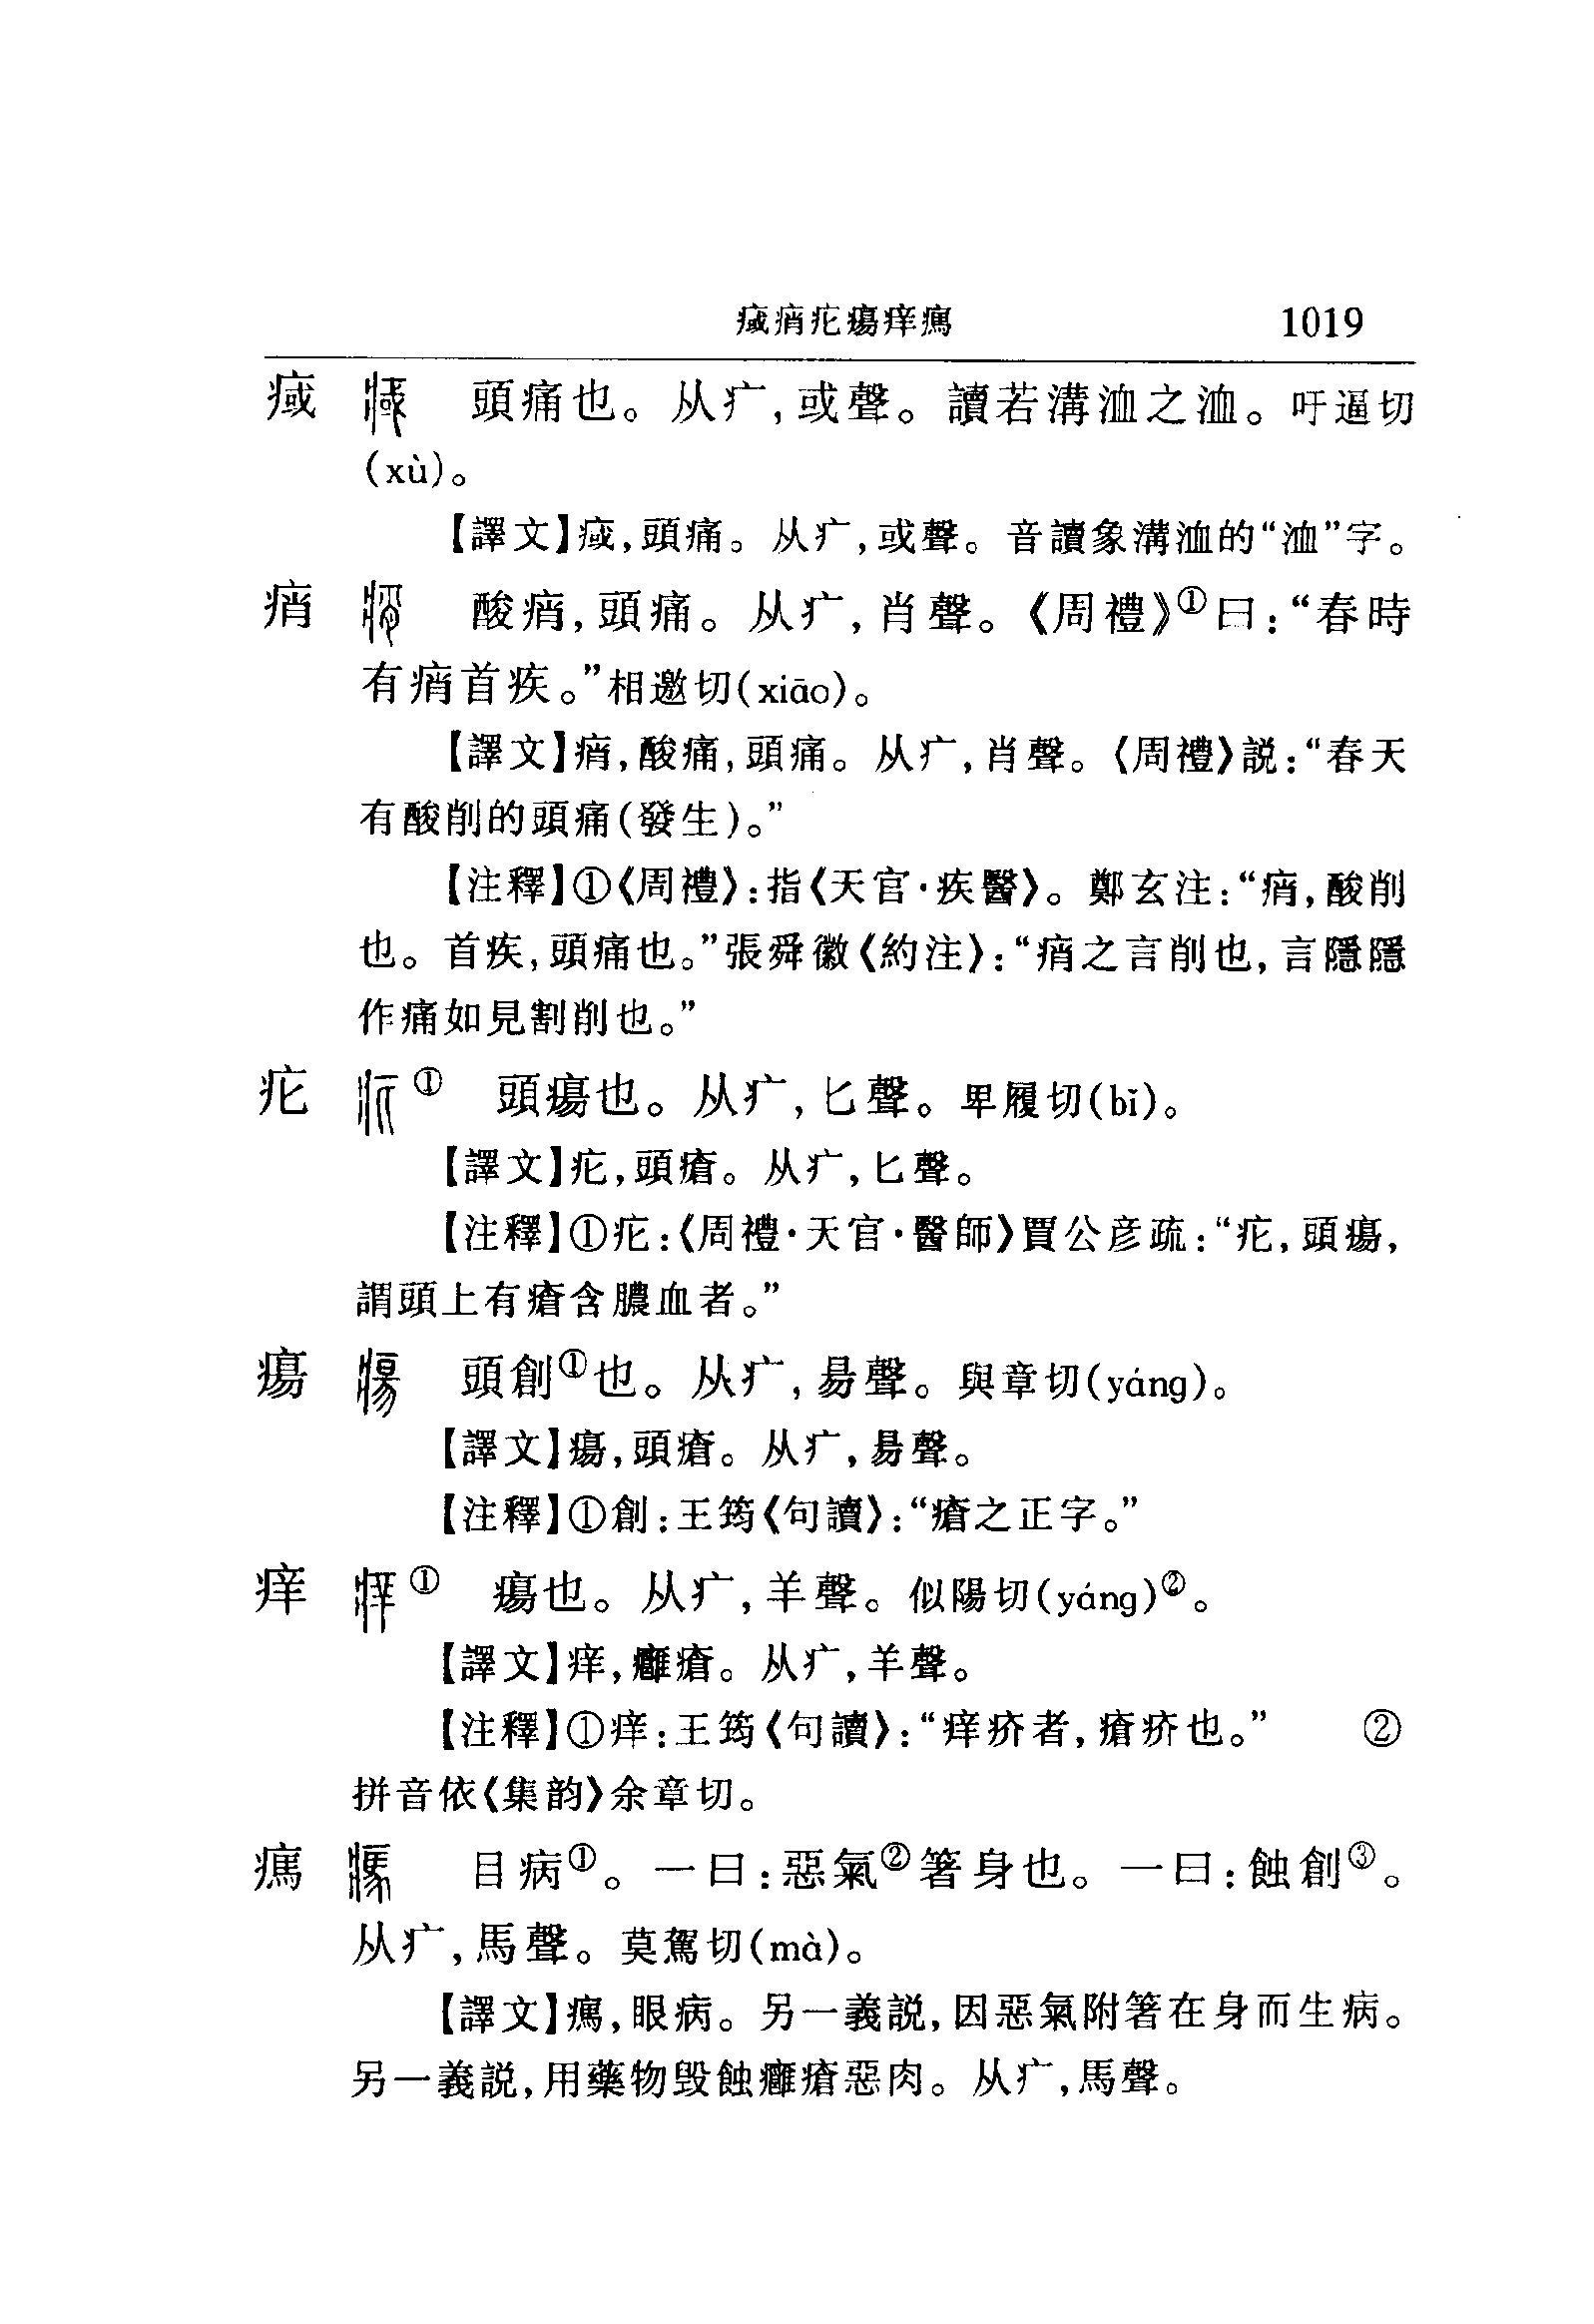 㽣痟疕瘍痒瘑 1019
㽣 頭痛也。从疒,或聲。讀若溝洫之洫。吁逼切
(xù)。
【譯文】㽣,頭痛。从疒,或聲。音讀象溝洫的“洫”字。
痟 酸痟,頭痛。从疒,肖聲。《周禮》①曰:“春時
有痟首疾。”相邀切(xiāo)。
【譯文】痟,酸痛,頭痛。从疒,肖聲。《周禮》説:“春天
有酸削的頭痛(發生)。”
【注釋】①《周禮》:指《天官·疾醫》。鄭玄注:“痟,酸削
也。首疾,頭痛也。”張舜徽《約注》:“痟之言削也,言隱隱
作痛如見割削也。”
疕 ① 頭瘍也。从疒,匕聲。卑履切(bǐ)。
【譯文】疕,頭瘡。从疒,匕聲。
【注釋】①疕:《周禮·天官·醫師》賈公彦疏:“疕,頭瘍,
謂頭上有瘡含膿血者。”
瘍 頭創①也。从疒,昜聲。與章切(yáng)。
【譯文】瘍,頭瘡。从疒,昜聲。
【注釋】①創:王筠《句讀》:“瘡之正字。”
痒 ① 瘍也。从疒,羊聲。似陽切(yáng)②。
【譯文】痒,癰瘡。从疒,羊聲。
【注釋】①痒:王筠《句讀》:“痒疥者,瘡疥也。” ②
拼音依《集韵》余章切。
𤸱 目病①。一曰:惡氣②箸身也。一曰:蝕創③。
从疒,馬聲。莫駕切(mà)。
【譯文】𤸱,眼病。另一義説,因惡氣附箸在身而生病。
另一義説,用藥物毁蝕癰瘡惡肉。从疒,馬聲。